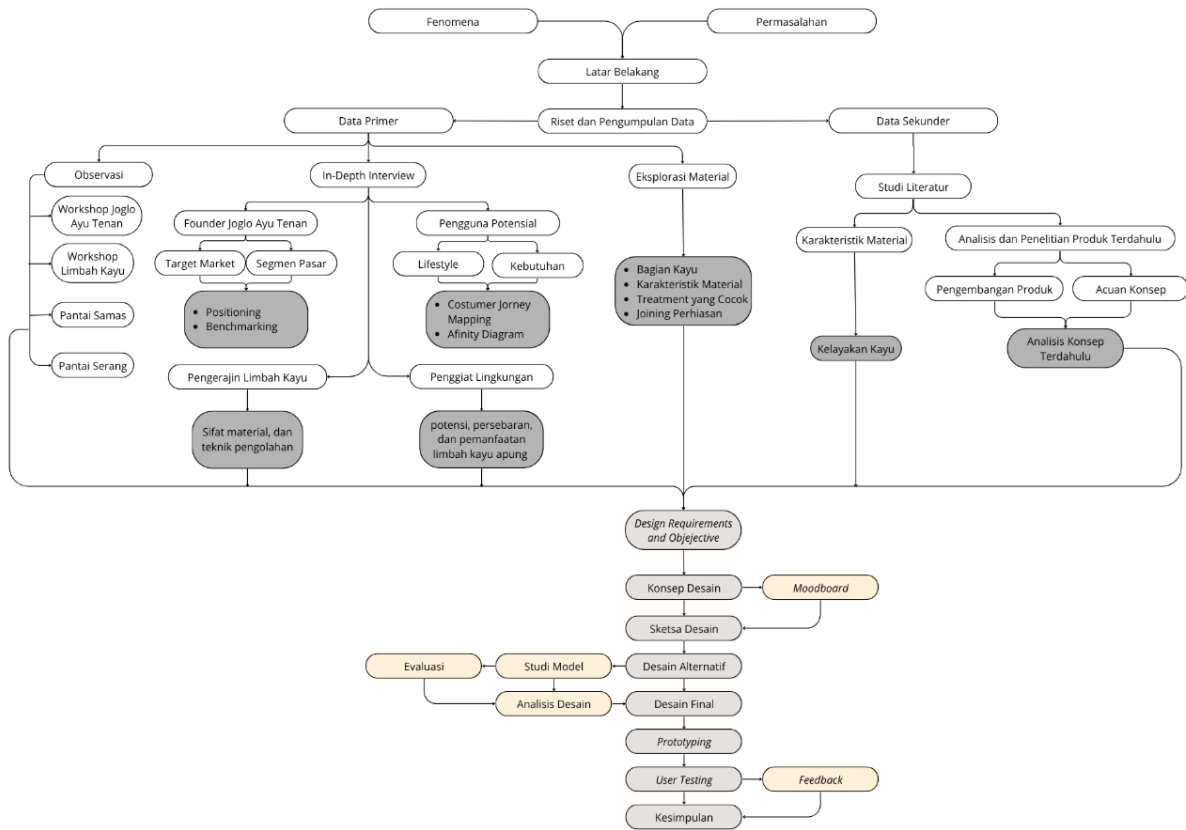 Fenomena
Permasalahan
Latar Belakang
Data Primer
Riset dan Pengumpulan Data
Data Sekunder
Observasi
In-Depth Interview
Eksplorasi Material
Studi Literatur
Workshop Joglo
Ayu Tenan
Workshop
Limbah Kayu
Pantai Samas
Pantai Serang
Founder Joglo Ayu Tenan
Target Market
Segmen Pasar
• Positioning
• Benchmarking
Pengguna Potensial
Lifestyle
Kebutuhan
• Costumer Jorney
Mapping
• Afinity Diagram
• Bagian Kayu
• Karakteristik Material
• Treatment yang Cocok
• Joining Perhiasan
Karakteristik Material
Kelayakan Kayu
Analisis dan Penelitian Produk Terdahulu
Pengembangan Produk
Acuan Konsep
Analisis Konsep
Terdahulu
Pengerajin Limbah Kayu
Sifat material, dan
teknik pengolahan
Penggiat Lingkungan
potensi, persebaran,
dan pemanfaatan
limbah kayu apung
Design Requirements
and Objejective
Konsep Desain
Moodboard
Sketsa Desain
Evaluasi
Studi Model
Desain Alternatif
Analisis Desain
Desain Final
Prototyping
User Testing
Feedback
Kesimpulan